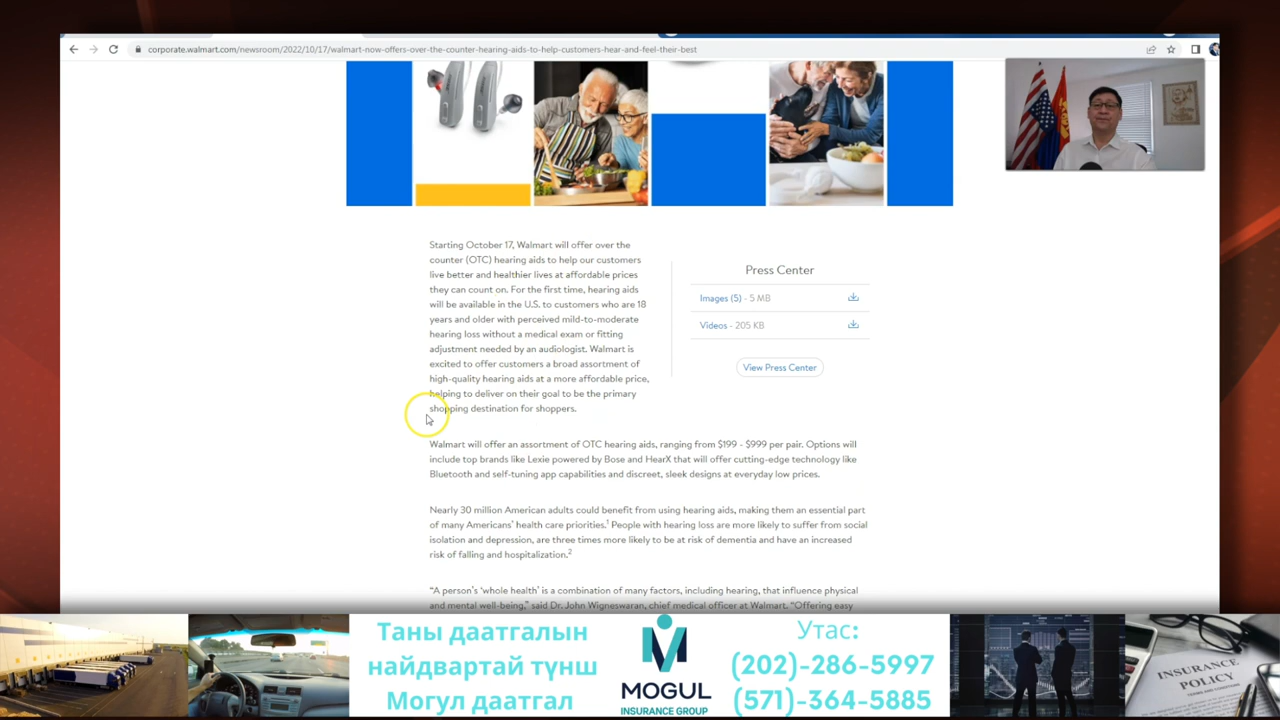 corporate.walmart.com/newsroom/2022/10/17/walmart-now-offers-over-the-counter-hearing-aids-to-help-customers-hear-and-feel-their-best
Starting October 17, Walmart will offer over the
counter (OTC) hearing aids to help our customers
live better and healthier lives at affordable prices
they can count on. For the first time, hearing aids
will be available in the U.S. to customers who are 18
years and older with perceived mild-to-moderate
hearing loss without a medical exam or fitting
adjustment needed by an audiologist. Walmart is
excited to offer customers a broad assortment of
high-quality hearing aids at a more affordable price,
helping to deliver on their goal to be the primary
shopping destination for shoppers.
Press Center
Images (5) - 5 MB
Videos - 205 KB
View Press Center
Walmart will offer an assortment of OTC hearing aids, ranging from $199 - $999 per pair. Options will
include top brands like Lexie powered by Bose and HearX that will offer cutting-edge technology like
Bluetooth and self-tuning app capabilities and discreet, sleek designs at everyday low prices.
Nearly 30 million American adults could benefit from using hearing aids, making them an essential part
of many Americans' health care priorities.1 People with hearing loss are more likely to suffer from social
isolation and depression, are three times more likely to be at risk of dementia and have an increased
risk of falling and hospitalization.2
"A person's 'whole health' is a combination of many factors, including hearing, that influence physical
and mental well-being," said Dr. John Wigneswaran, chief medical officer at Walmart. "Offering easy
Таны даатгалын
найдвартай түнш
Могул даатгал
MOGUL
INSURANCE GROUP
Утас:
(202)-286-5997
(571)-364-5885
INSURANCE
POLICY
TERMS AND CONDITIONS